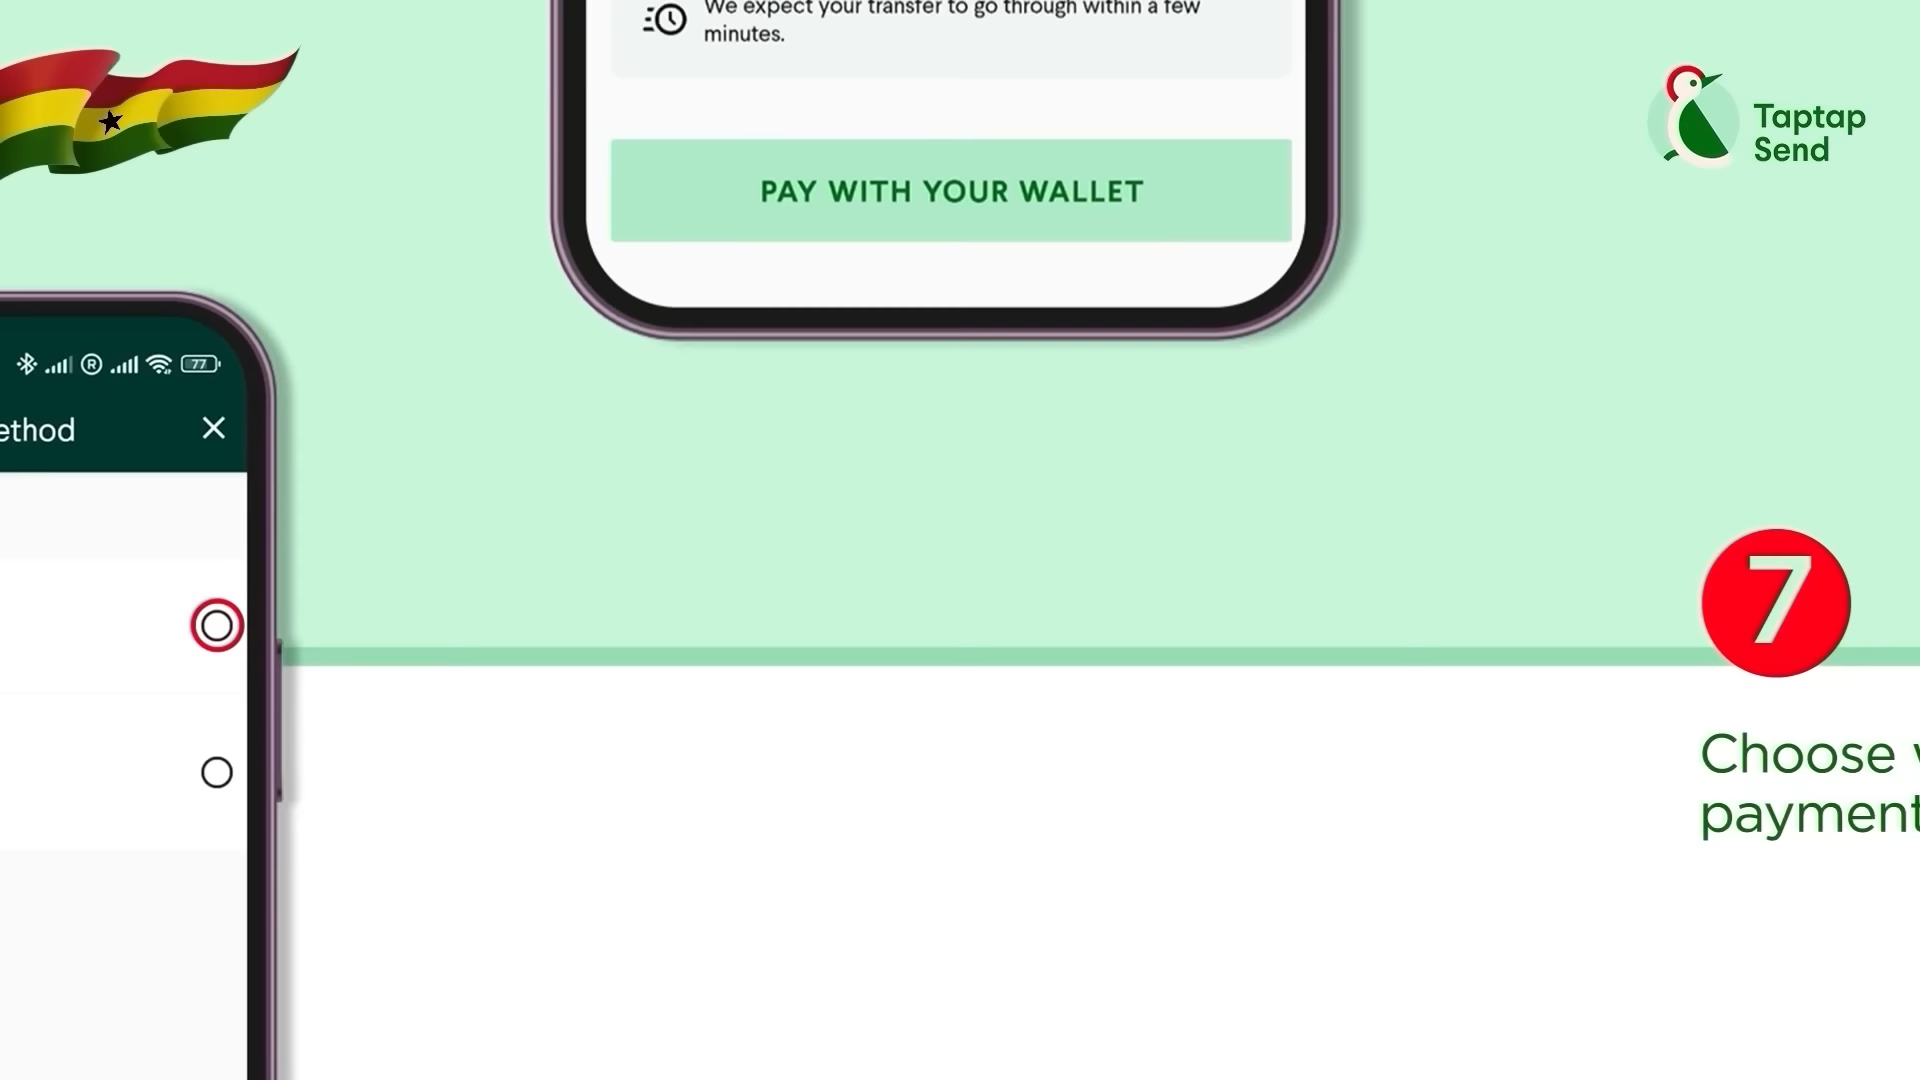 We expect your transfer to go through within a few
minutes.
PAY WITH YOUR WALLET
Taptap
Send
R
77
ethod
7
Choose
payment